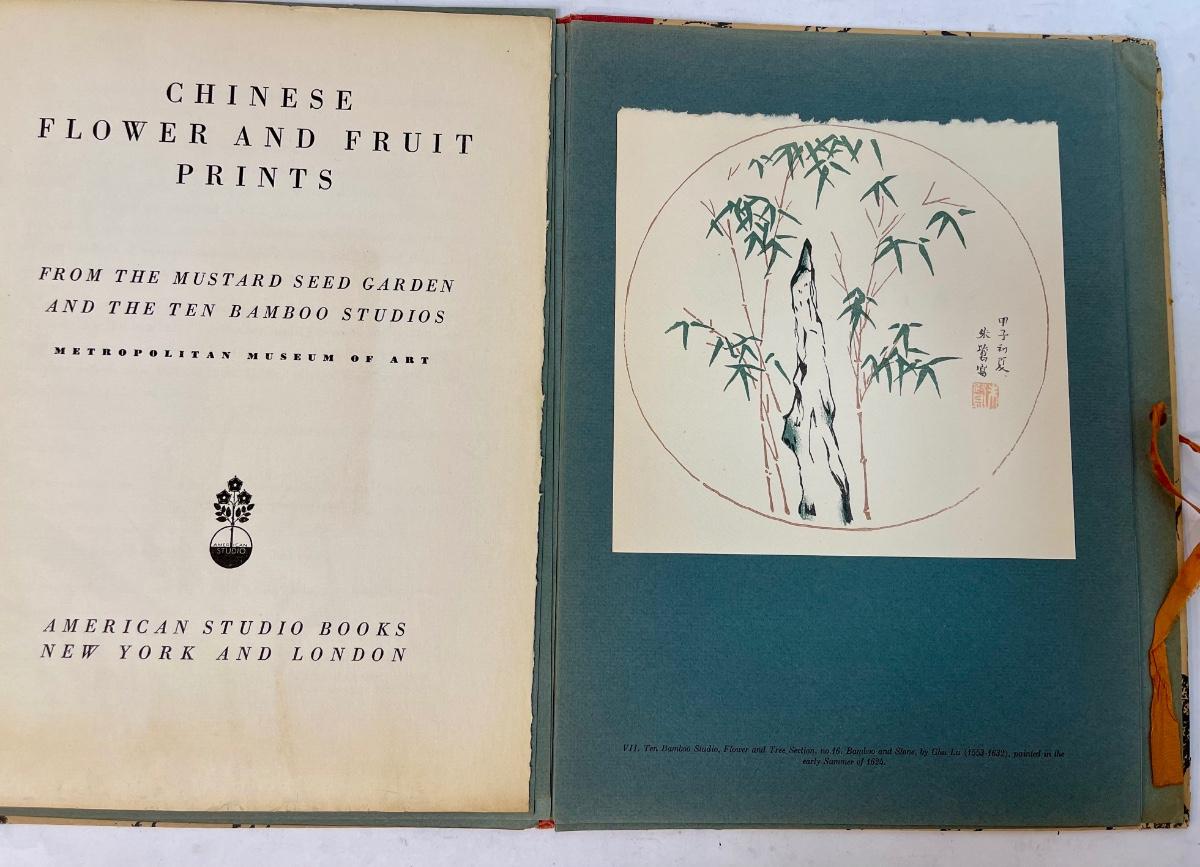 CHINESE
FLOWER AND FRUIT
PRINTS
FROM THE MUSTARD SEED GARDEN
AND THE TEN BAMBOO STUDIOS
METROPOLITAN MUSEUM OF ART
AMERICAN
STUDIO
AMERICAN STUDIO BOOKS
NEW YORK AND LONDON
甲子初夏
朱鷺寫
VII. Ten Bamboo Studio, Flower and Tree Section, no.16. Bamboo and Stone, by Chu Lu (1553-1632), painted in the
early Summer of 1624.